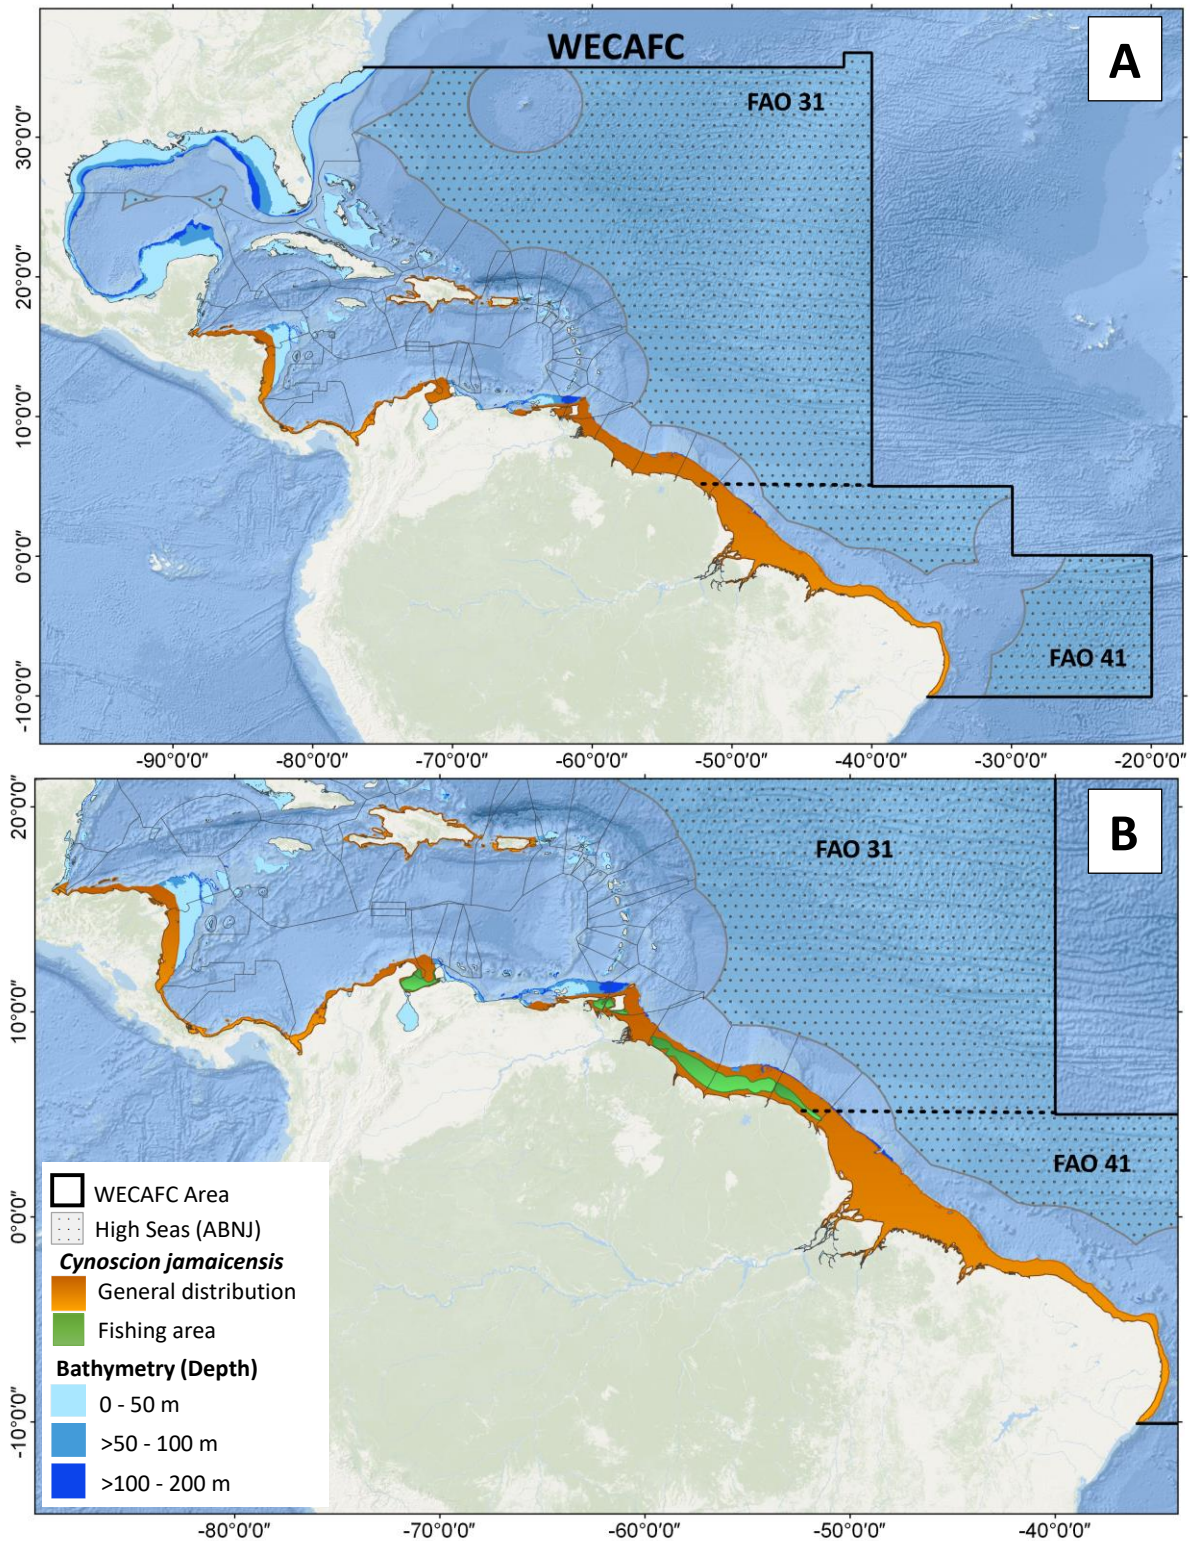 WECAFC
A
FAO 31
FAO 41
30°0'0"
20°0'0"
10°0'0"
0°0'0"
-10°0'0"
-90°0'0"
-80°0'0"
-70°0'0"
-60°0'0"
-50°0'0"
-40°0'0"
-30°0'0"
-20°0'0"
B
FAO 31
FAO 41
20°0'0"
10°0'0"
0°0'0"
-10°0'0"
WECAFC Area
High Seas (ABNJ)
Cynoscion jamaicensis
General distribution
Fishing area
Bathymetry (Depth)
0 - 50 m
>50 - 100 m
>100 - 200 m
-80°0'0"
-70°0'0"
-60°0'0"
-50°0'0"
-40°0'0"